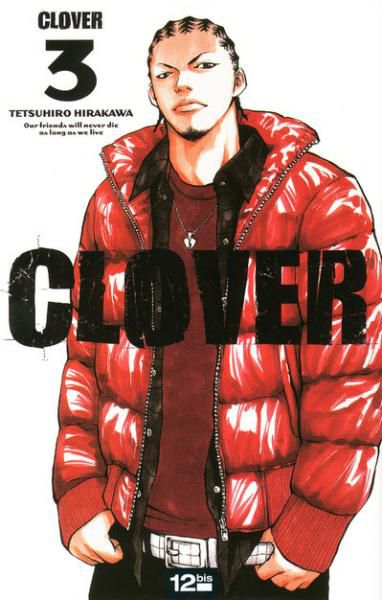 CLOVER
3
TETSUHIRO HIRAKAWA
Our friends will never die
as long as we live
CLOVER
12bis